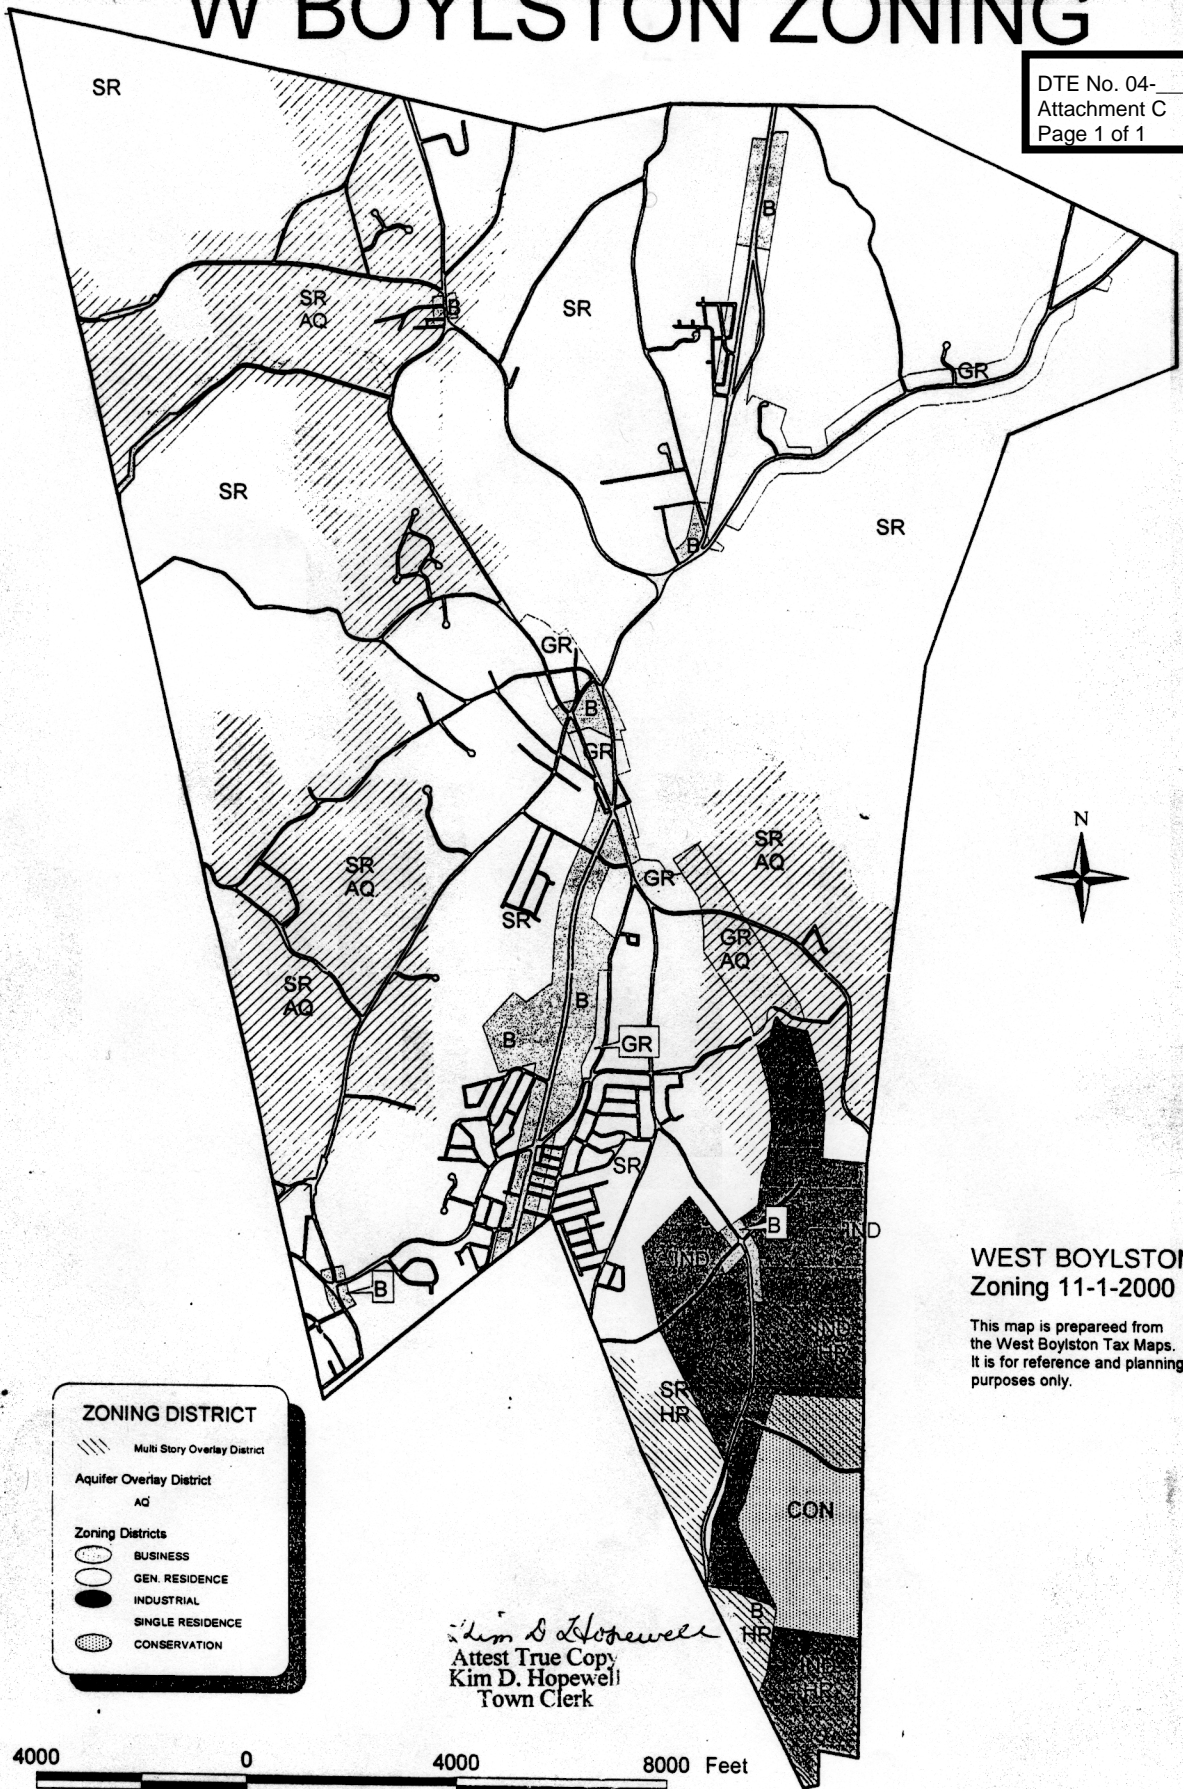 W BOYLSTON ZONING
DTE No. 04-___
Attachment C
Page 1 of 1
SR
B
SR
AQ
B
SR
GR
SR
SR
B
GR
B
GR
SR
AQ
SR
AQ
GR
SR
GR
AQ
SR
AQ
B
B
GR
SR
B
IND
IND
B
IND
HR
SR
HR
CON
B
HR
IND
HR
N
WEST BOYLSTON
Zoning 11-1-2000
This map is prepareed from
the West Boylston Tax Maps.
It is for reference and planning
purposes only.
ZONING DISTRICT
Multi Story Overlay District
Aquifer Overlay District
AQ
Zoning Districts
BUSINESS
GEN. RESIDENCE
INDUSTRIAL
SINGLE RESIDENCE
CONSERVATION
Kim D Hopewell
Attest True Copy
Kim D. Hopewell
Town Clerk
4000 0 4000 8000 Feet